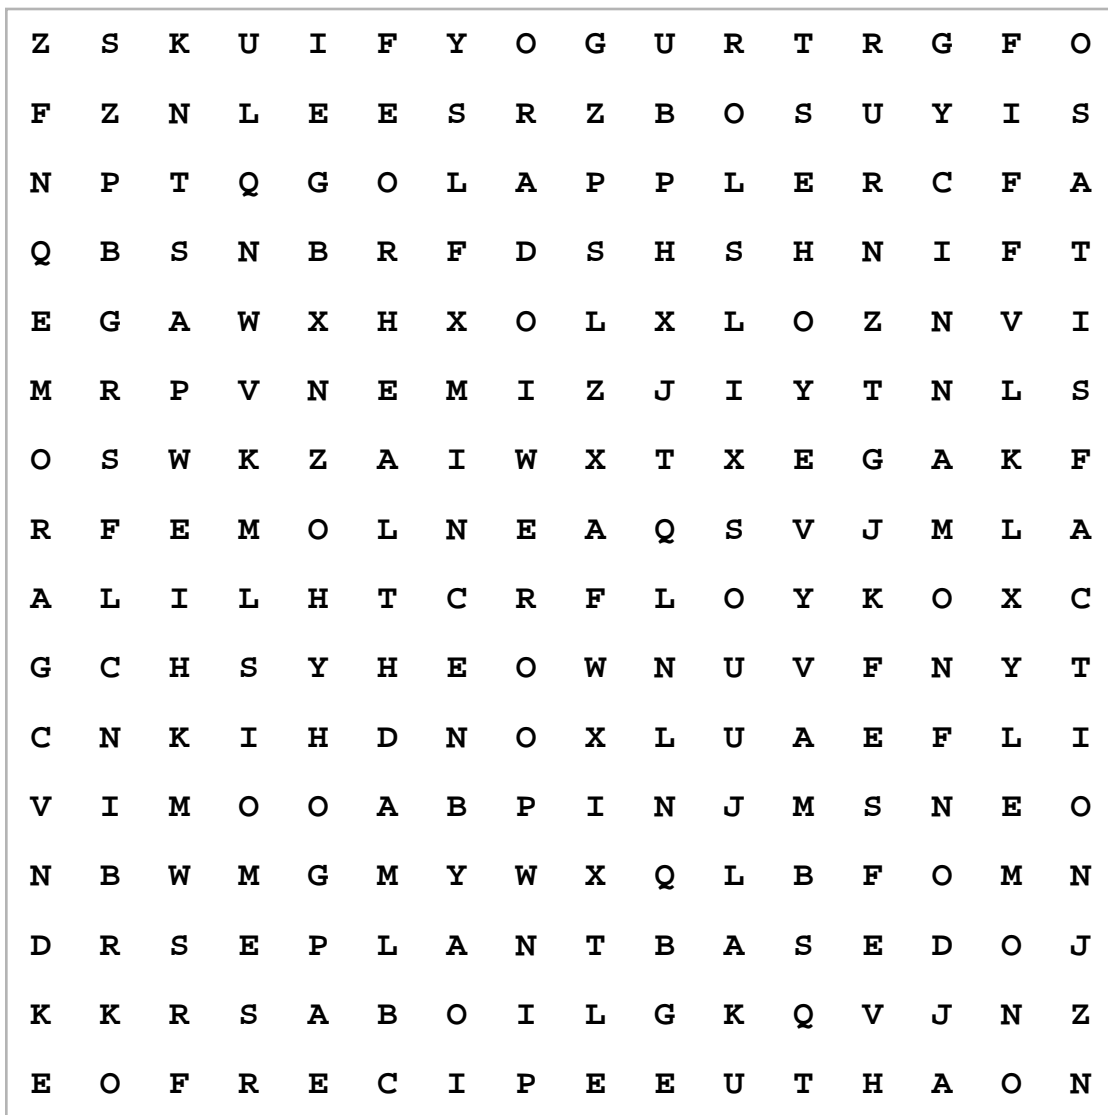 Z S K U I F Y O G U R T R G F O
F Z N L E E S R Z B O S U Y I S
N P T Q G O L A P P L E R C F A
Q B S N B R F D S H S H N I F T
E G A W X H X O L X L O Z N V I
M R P V N E M I Z J I Y T N L S
O S W K Z A I W X T X E G A K F
R F E M O L N E A Q S V J M L A
A L I L H T C R F L O Y K O X C
G C H S Y H E O W N U V F N Y T
C N K I H D N O X L U A E F L I
V I M O O A B P I N J M S N E O
N B W M G M Y W X Q L B F O M N
D R S E P L A N T B A S E D O J
K K R S A B O I L G K Q V J N Z
E O F R E C I P E E U T H A O N